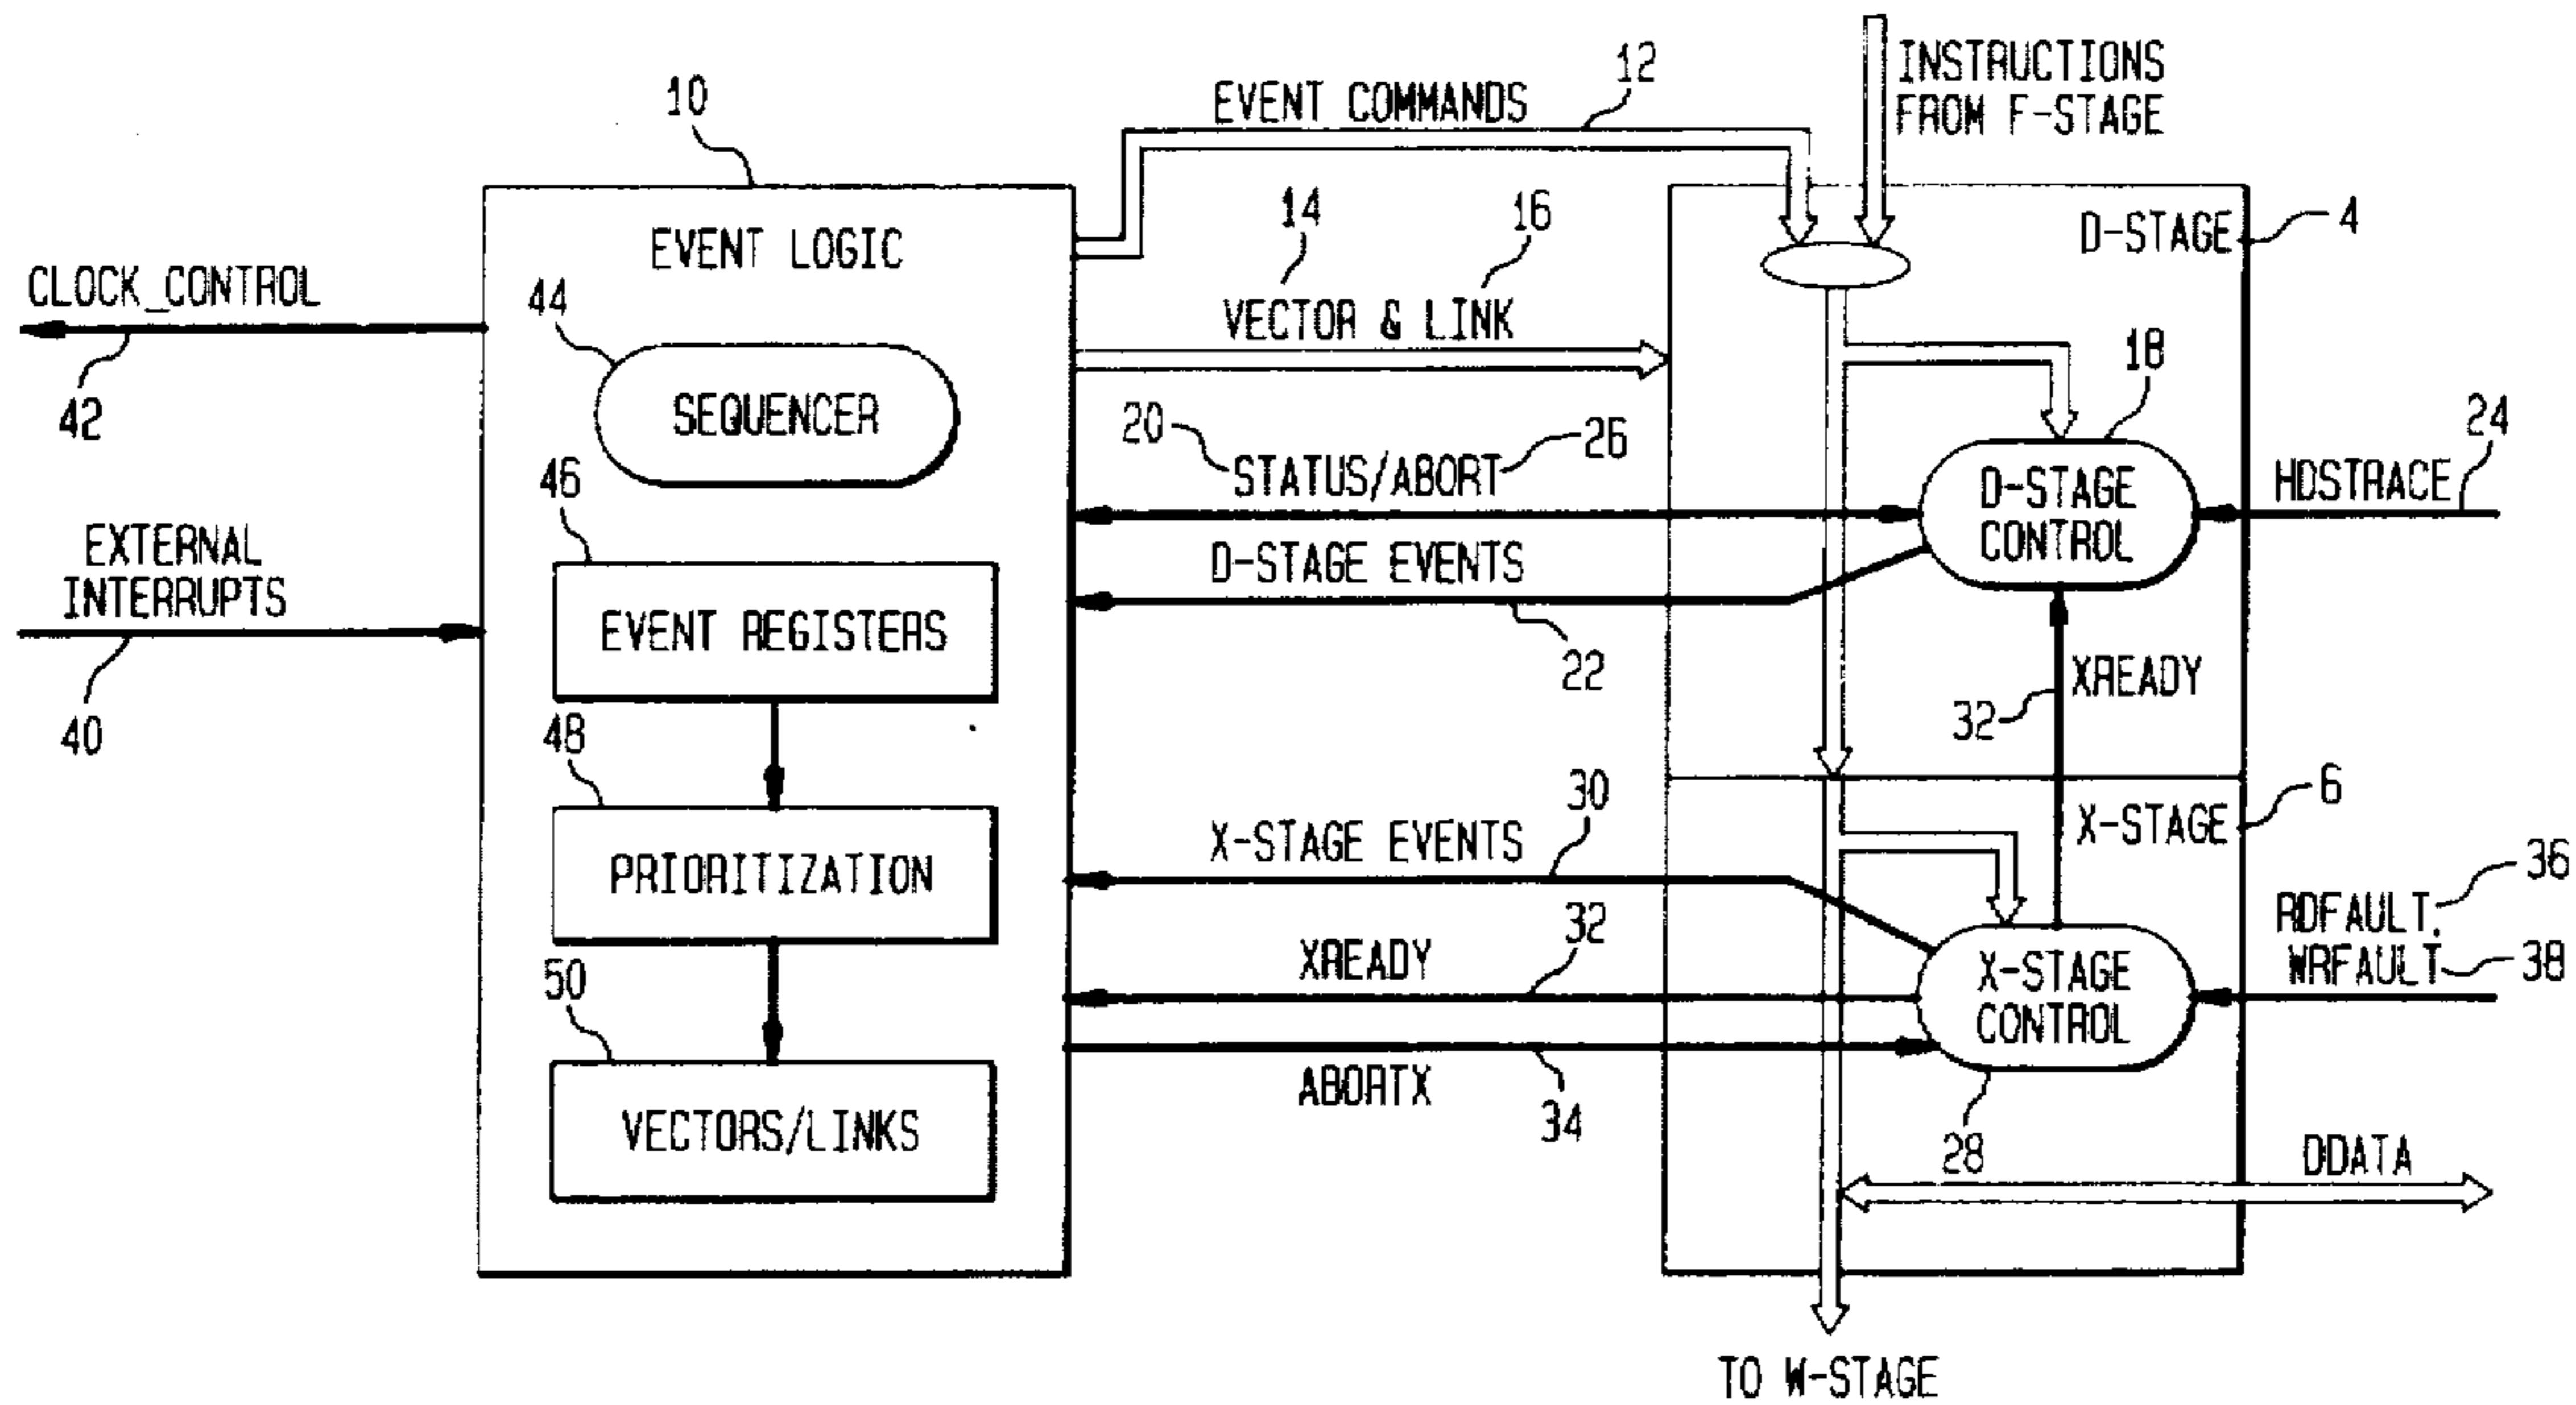 12
INSTRUCTIONS
FROM F-STAGE
10
EVENT COMMANDS
14
16
D-STAGE
4
EVENT LOGIC
CLOCK_CONTROL
44
VECTOR & LINK
18
42
SEQUENCER
20
26
24
STATUS/ABORT
D-STAGE
CONTROL
HDSTRACE
46
EXTERNAL
INTERRUPTS
D-STAGE EVENTS
EVENT REGISTERS
22
XREADY
32
40
48
30
X-STAGE
6
X-STAGE EVENTS
PRIORITIZATION
36
RDFAULT,
WRFAULT
38
32
XREADY
X-STAGE
CONTROL
50
ABORTX
34
VECTORS/LINKS
28
DDATA
TO W-STAGE